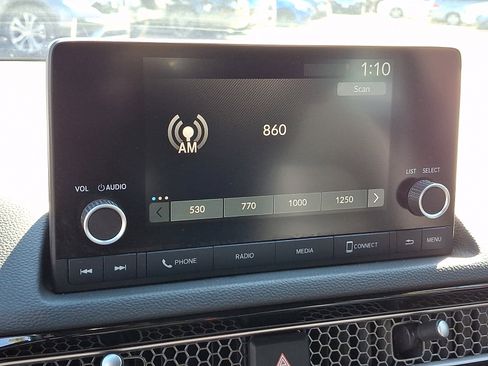 1:10
Scan
AM
860
VOL AUDIO
LIST SELECT
530 770 1000 1250
PHONE RADIO MEDIA CONNECT MENU